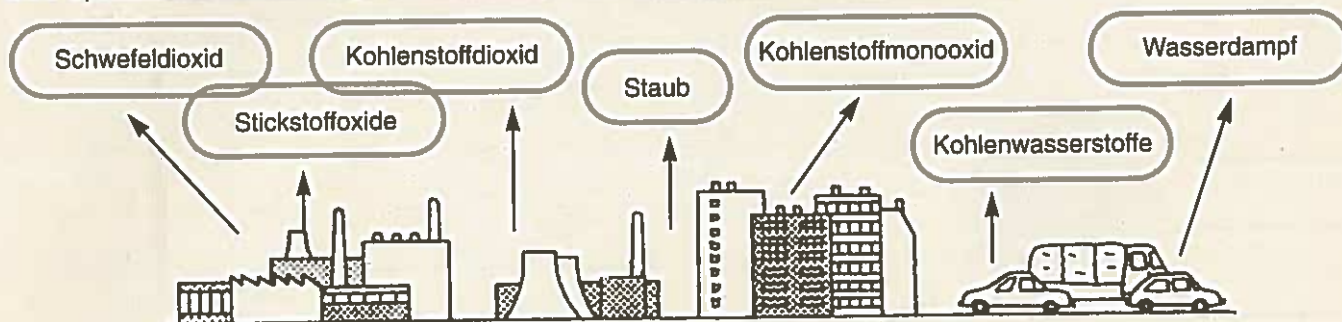 Schwefeldioxid
Stickstoffoxide
Kohlenstoffdioxid
Staub
Kohlenstoffmonooxid
Kohlenwasserstoffe
Wasserdampf